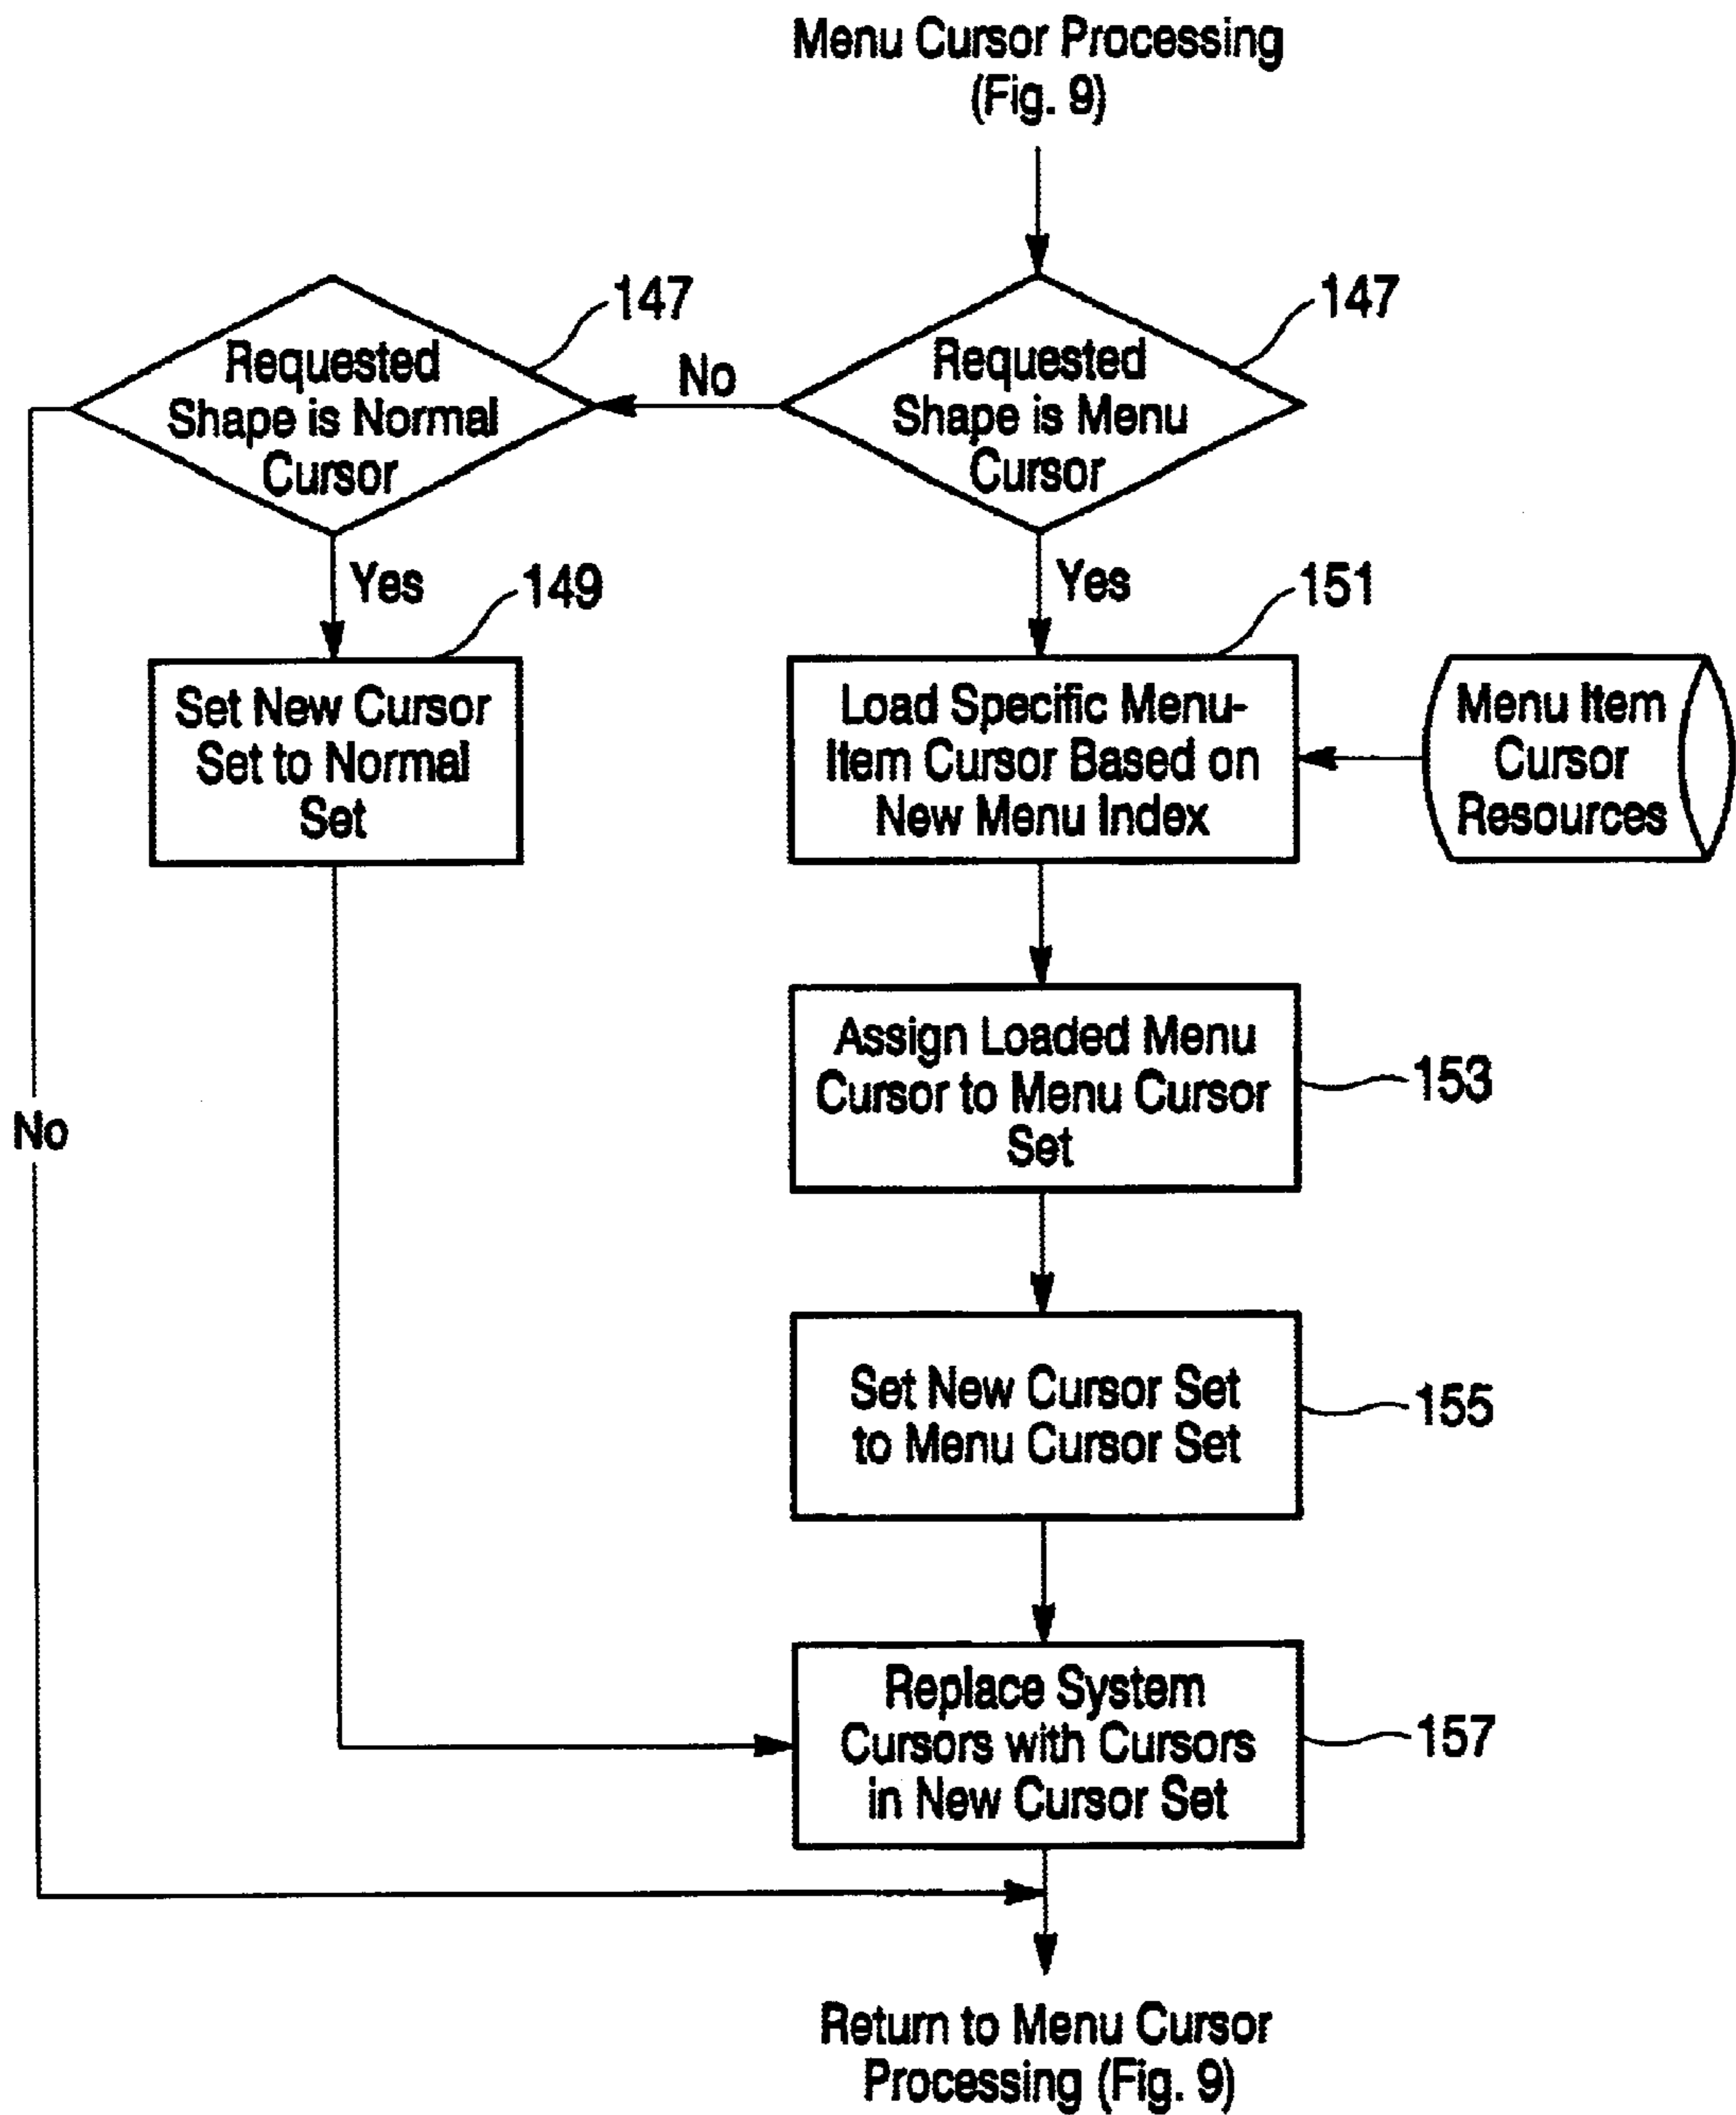 Menu Cursor Processing
(Fig. 9)
147
147
Requested
Shape is Normal
Cursor
No
Requested
Shape is Menu
Cursor
Yes
149
Yes
151
Set New Cursor
Set to Normal
Set
Load Specific Menu-
Item Cursor Based on
New Menu Index
Menu Item
Cursor
Resources
Assign Loaded Menu
Cursor to Menu Cursor
Set
153
No
Set New Cursor Set
to Menu Cursor Set
155
Replace System
Cursors with Cursors
in New Cursor Set
157
Return to Menu Cursor
Processing (Fig. 9)